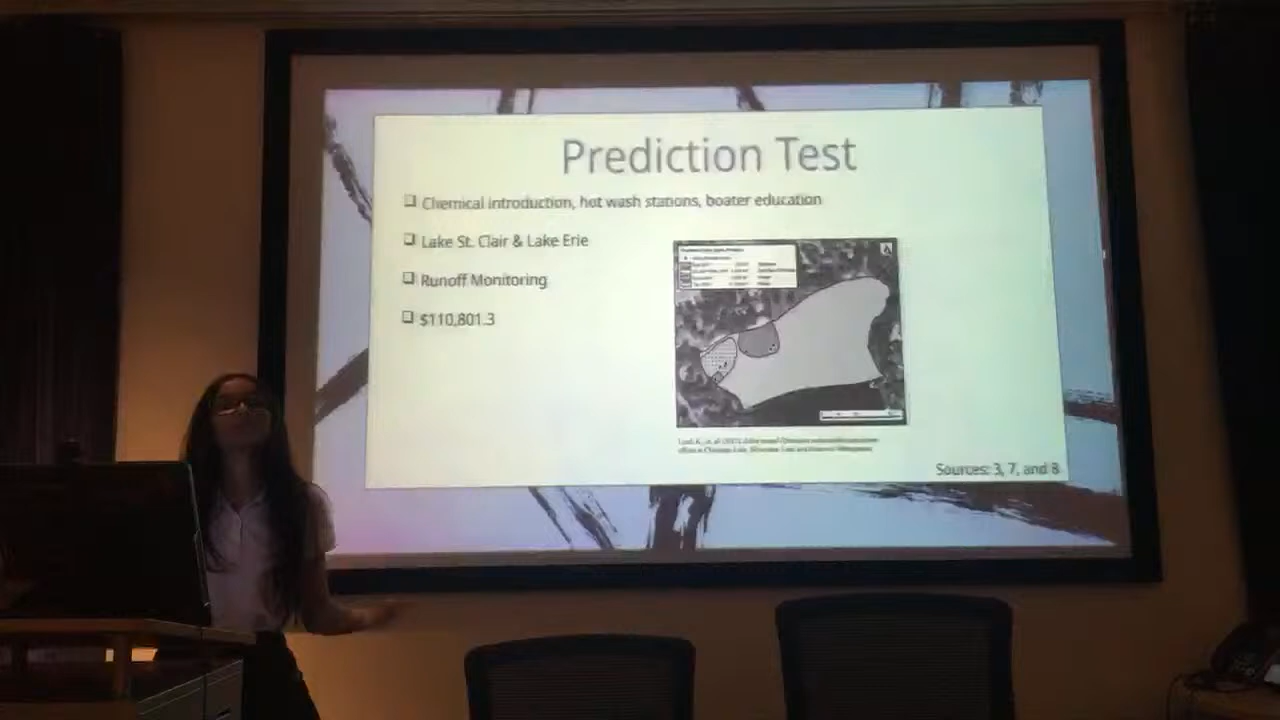 Prediction Test
Chemical introduction, hot wash stations, boater education
Lake St. Clair & Lake Erie
Runoff Monitoring
$110,801.3
Sources: 3, 7, and 8